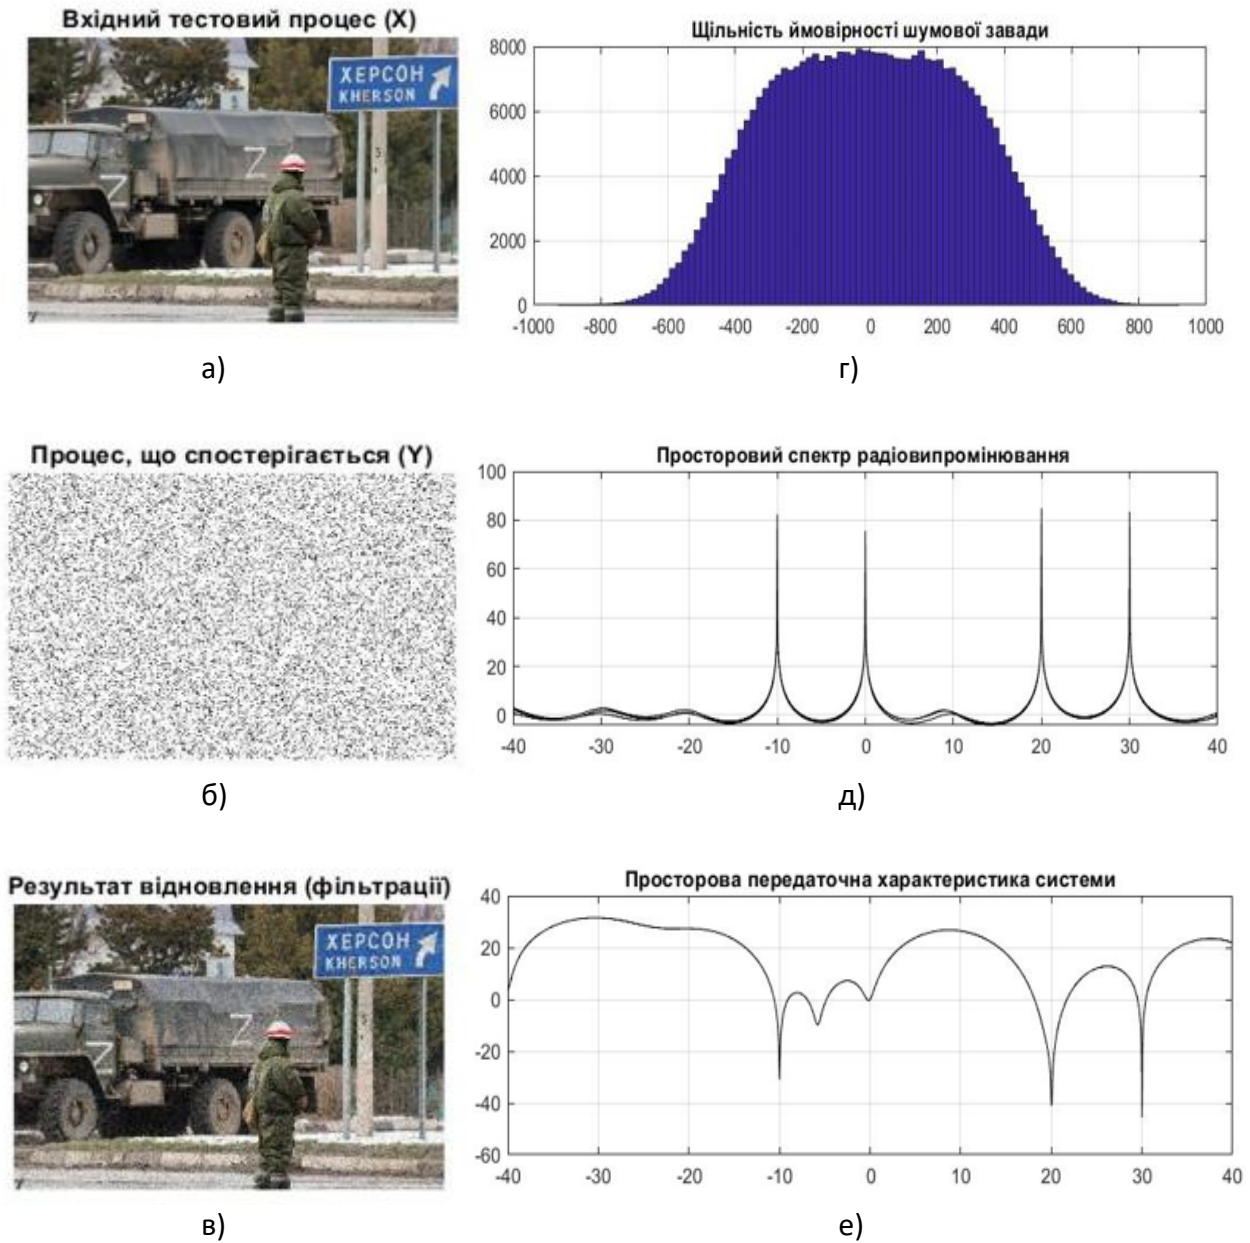 Вхідний тестовий процес (X)
ХЕРСОН
KHERSON
Z
Z
а)
Щільність ймовірності шумової завади
8000
6000
4000
2000
0
-1000 -800 -600 -400 -200 0 200 400 600 800 1000
г)
Процес, що спостерігається (Y)
б)
Просторовий спектр радіовипромінювання
100
80
60
40
20
0
-40 -30 -20 -10 0 10 20 30 40
д)
Результат відновлення (фільтрації)
ХЕРСОН
KHERSON
Z
Z
в)
Просторова передаточна характеристика системи
40
20
0
-20
-40
-60
-40 -30 -20 -10 0 10 20 30 40
е)